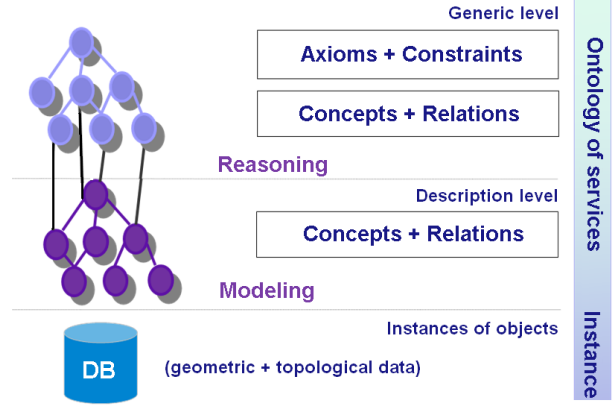 Generic level
Axioms + Constraints
Concepts + Relations
Reasoning
Description level
Concepts + Relations
Modeling
Instances of objects
DB
(geometric + topological data)
Ontology of services
Instance